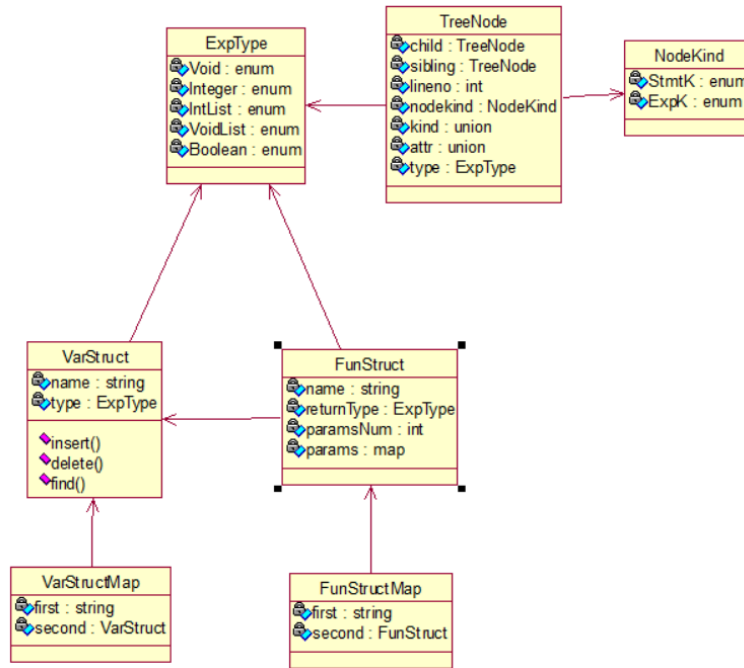 ExpType
Void : enum
Integer : enum
IntList : enum
VoidList : enum
Boolean : enum
TreeNode
child : TreeNode
sibling : TreeNode
lineno : int
nodekind : NodeKind
kind : union
attr : union
type : ExpType
NodeKind
StmtK : enum
ExpK : enum
VarStruct
name : string
type : ExpType
insert()
delete()
find()
FunStruct
name : string
returnType : ExpType
paramsNum : int
params : map
VarStructMap
first : string
second : VarStruct
FunStructMap
first : string
second : FunStruct